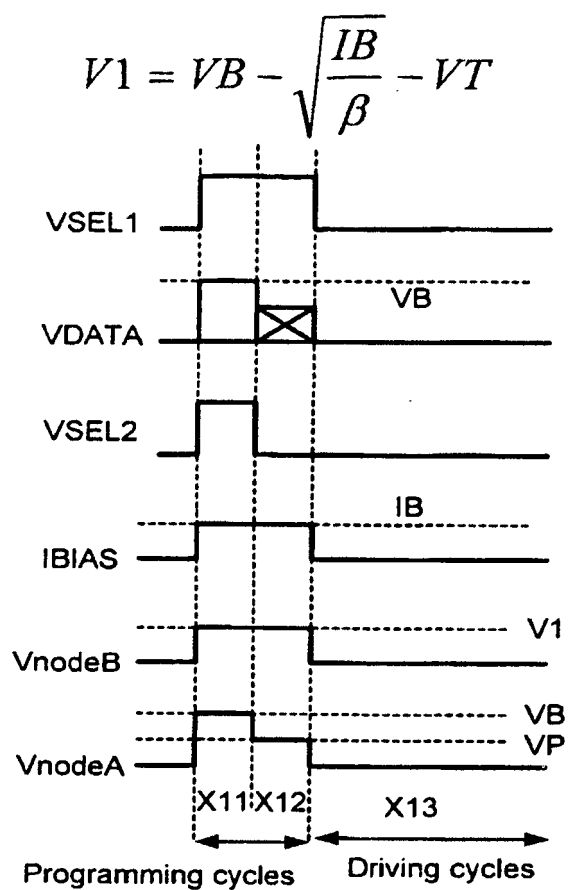 V1 = VB - √(IB/β) - VT
VSEL1
VB
VDATA
VSEL2
IB
IBIAS
V1
VnodeB
VB
VP
VnodeA
X11 X12 X13
Programming cycles Driving cycles